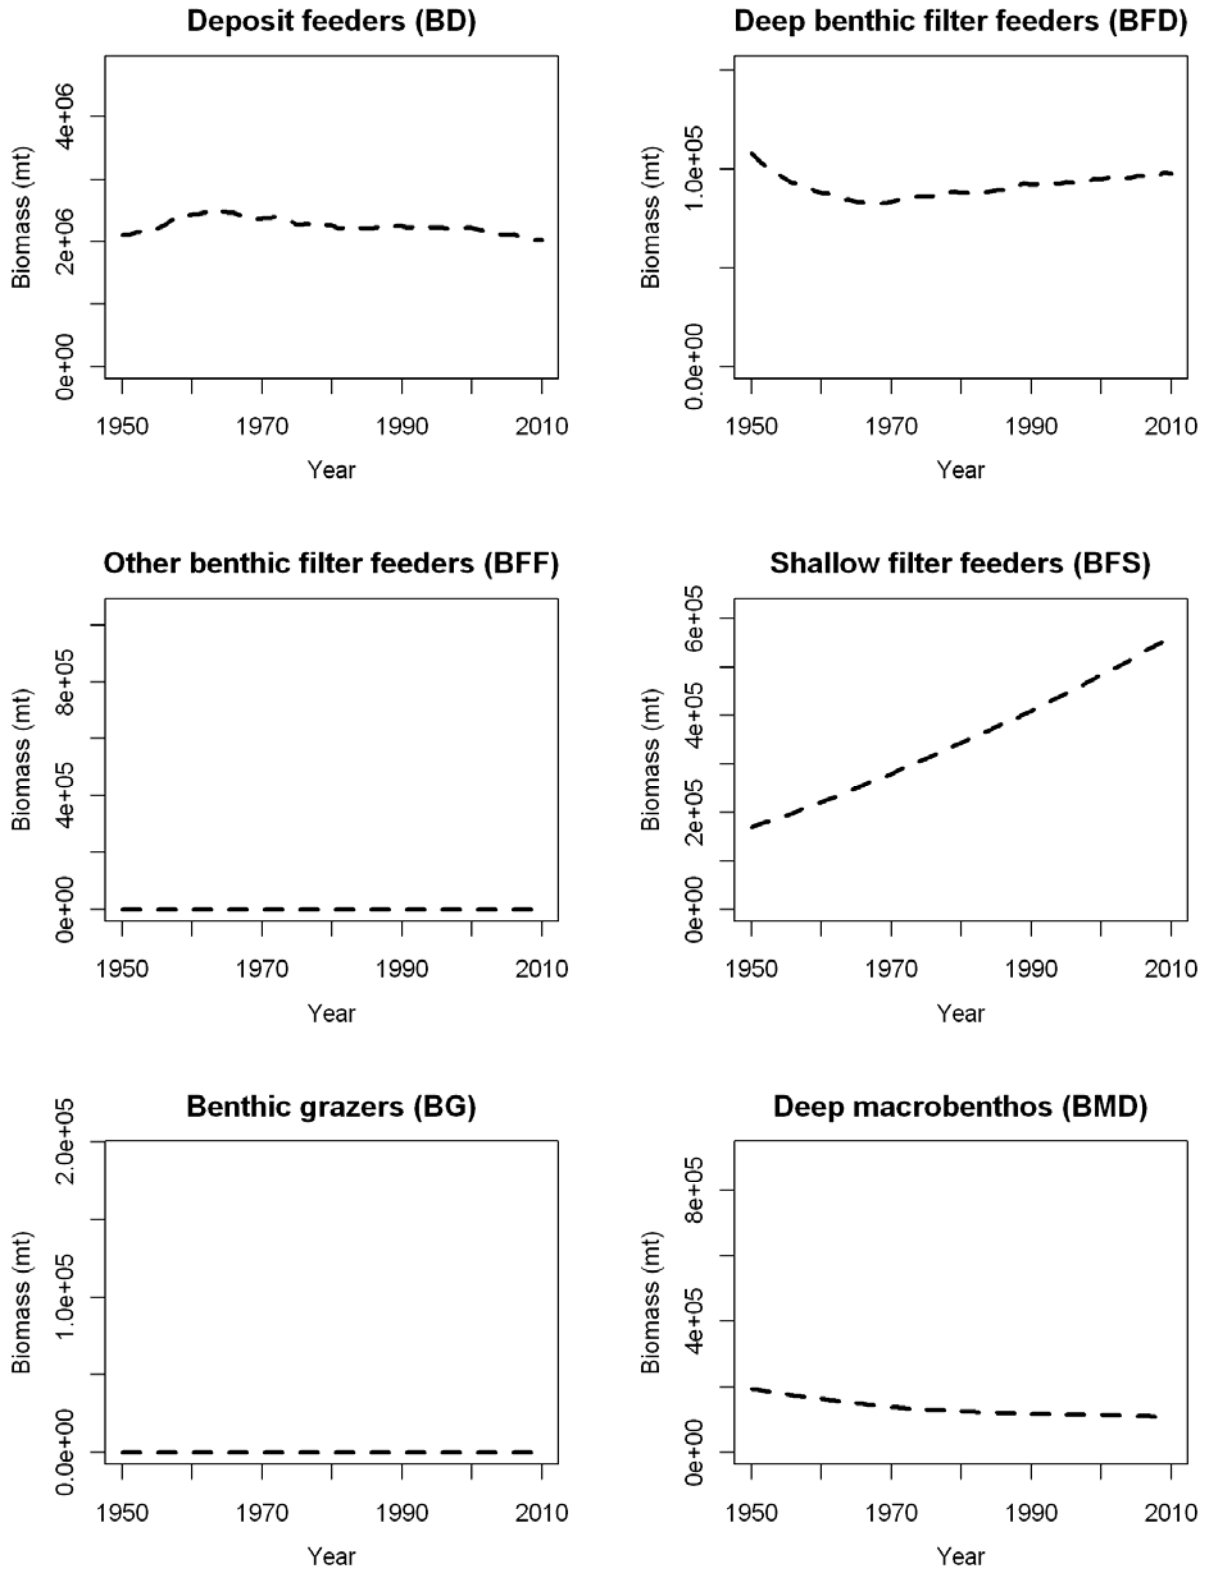 Deposit feeders (BD)
Biomass (mt)
4e+06
2e+06
0e+00
1950 1970 1990 2010
Year
Deep benthic filter feeders (BFD)
Biomass (mt)
1.0e+05
0.0e+00
1950 1970 1990 2010
Year
Other benthic filter feeders (BFF)
Biomass (mt)
8e+05
4e+05
0e+00
1950 1970 1990 2010
Year
Shallow filter feeders (BFS)
Biomass (mt)
6e+05
4e+05
2e+05
0e+00
1950 1970 1990 2010
Year
Benthic grazers (BG)
Biomass (mt)
2.0e+05
1.0e+05
0.0e+00
1950 1970 1990 2010
Year
Deep macrobenthos (BMD)
Biomass (mt)
8e+05
4e+05
0e+00
1950 1970 1990 2010
Year